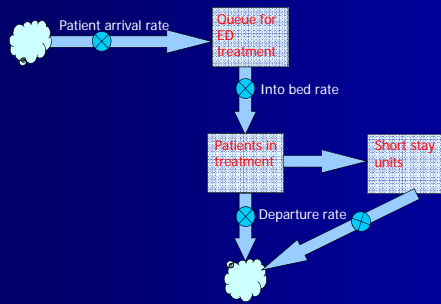 Patient arrival rate
Queue for
ED
treatment
Into bed rate
Patients in
treatment
Short stay
units
Departure rate